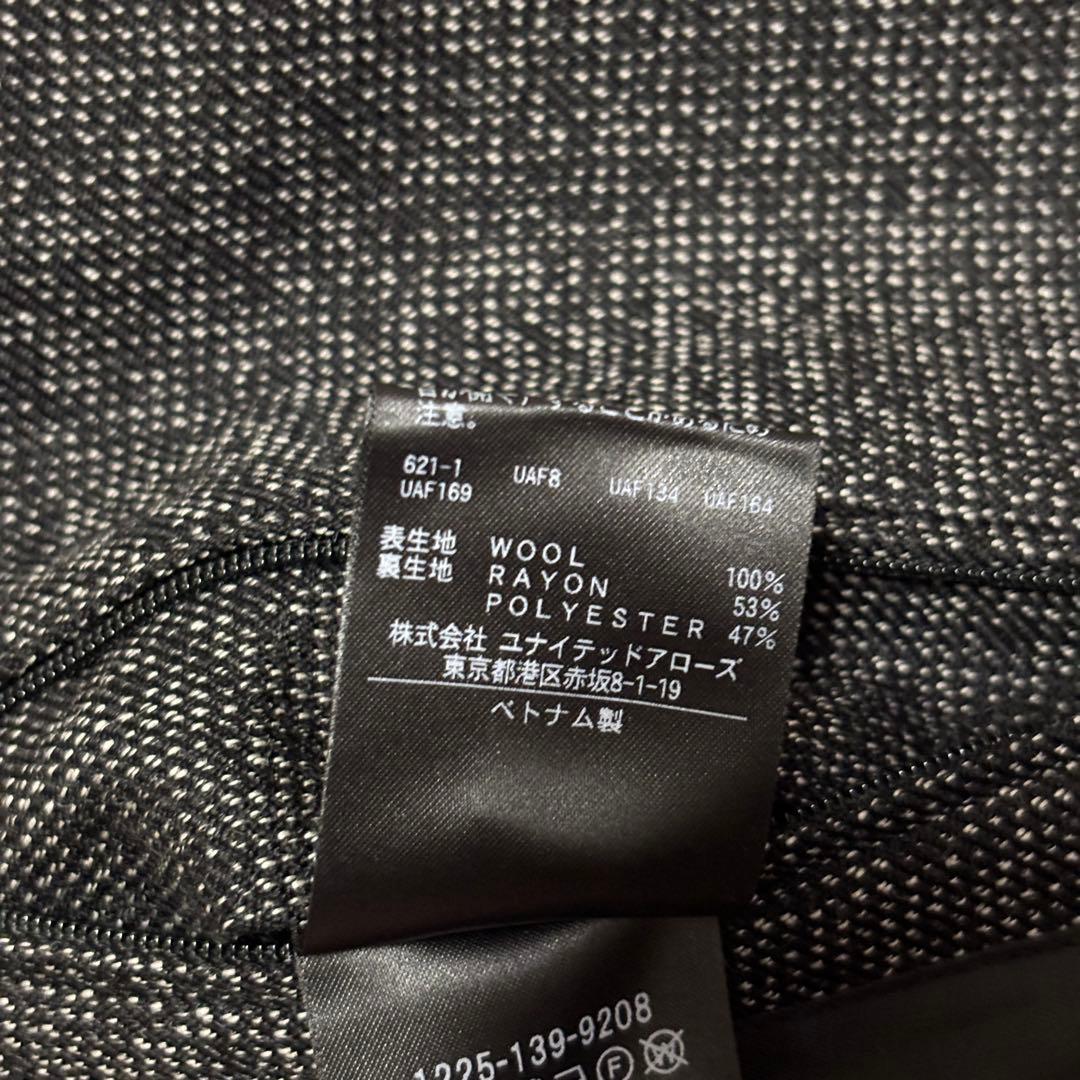 注意。
621-1 UAF8 UAF134 UAF164
UAF169
表生地 WOOL 100%
裏生地 RAYON 53%
POLYESTER 47%
株式会社 ユナイテッドアローズ
東京都港区赤坂8-1-19
ベトナム製
1225-139-9208
F W